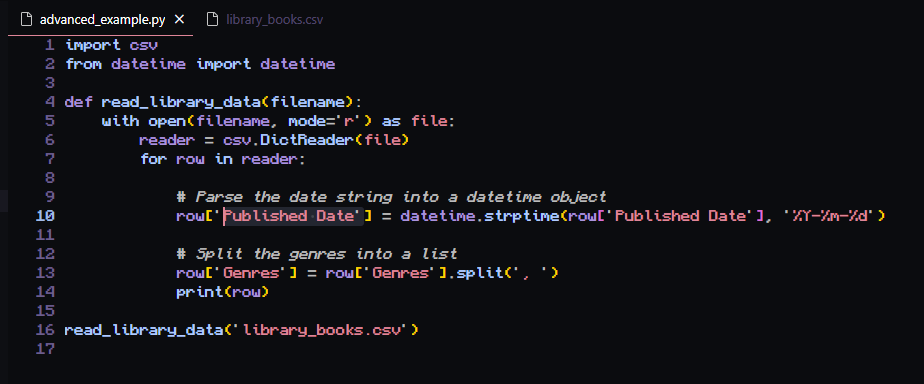 advanced_example.py × library_books.csv
1 import csv
2 from datetime import datetime
3
4 def read_library_data(filename):
5     with open(filename, mode='r') as file:
6         reader = csv.DictReader(file)
7         for row in reader:
8
9             # Parse the date string into a datetime object
10             row['Published Date'] = datetime.strptime(row['Published Date'], '%Y-%m-%d')
11
12             # Split the genres into a list
13             row['Genres'] = row['Genres'].split(', ')
14             print(row)
15
16 read_library_data('library_books.csv')
17